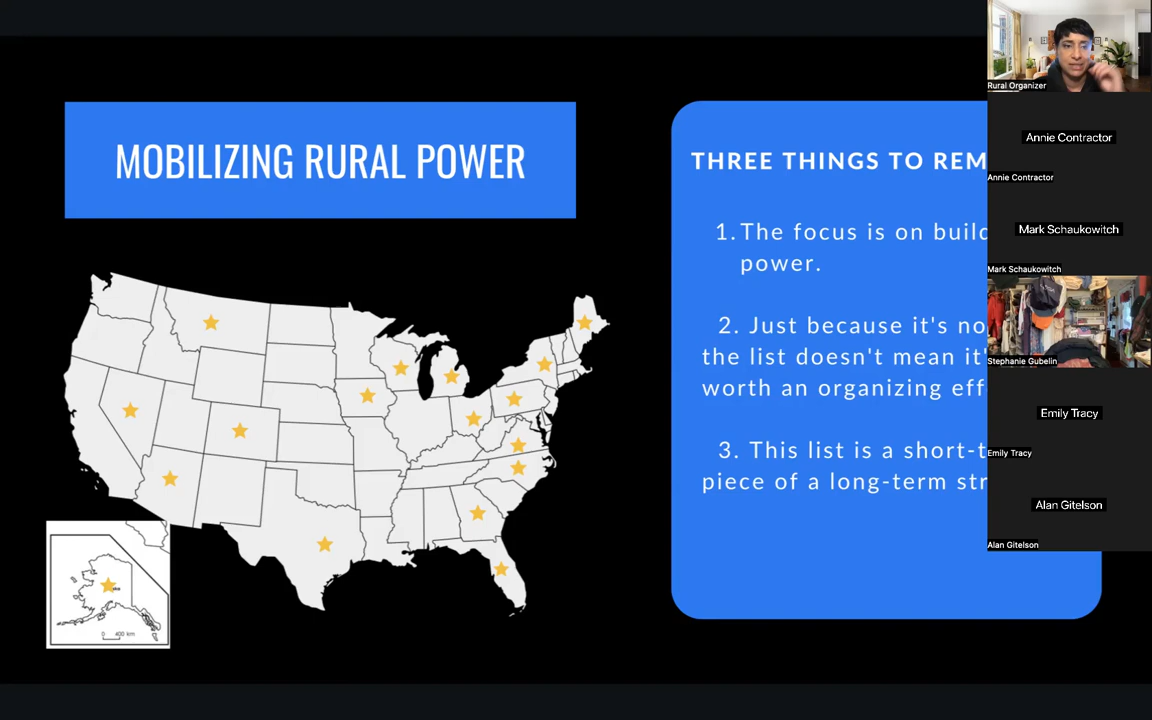 MOBILIZING RURAL POWER
THREE THINGS TO REM
1. The focus is on build
power.
2. Just because it's no
the list doesn't mean it'
worth an organizing eff
3. This list is a short-t
piece of a long-term str
0 400 km
Rural Organizer
Annie Contractor
Annie Contractor
Mark Schaukowitch
Mark Schaukowitch
Stephanie Gubelin
Emily Tracy
Emily Tracy
Alan Gitelson
Alan Gitelson